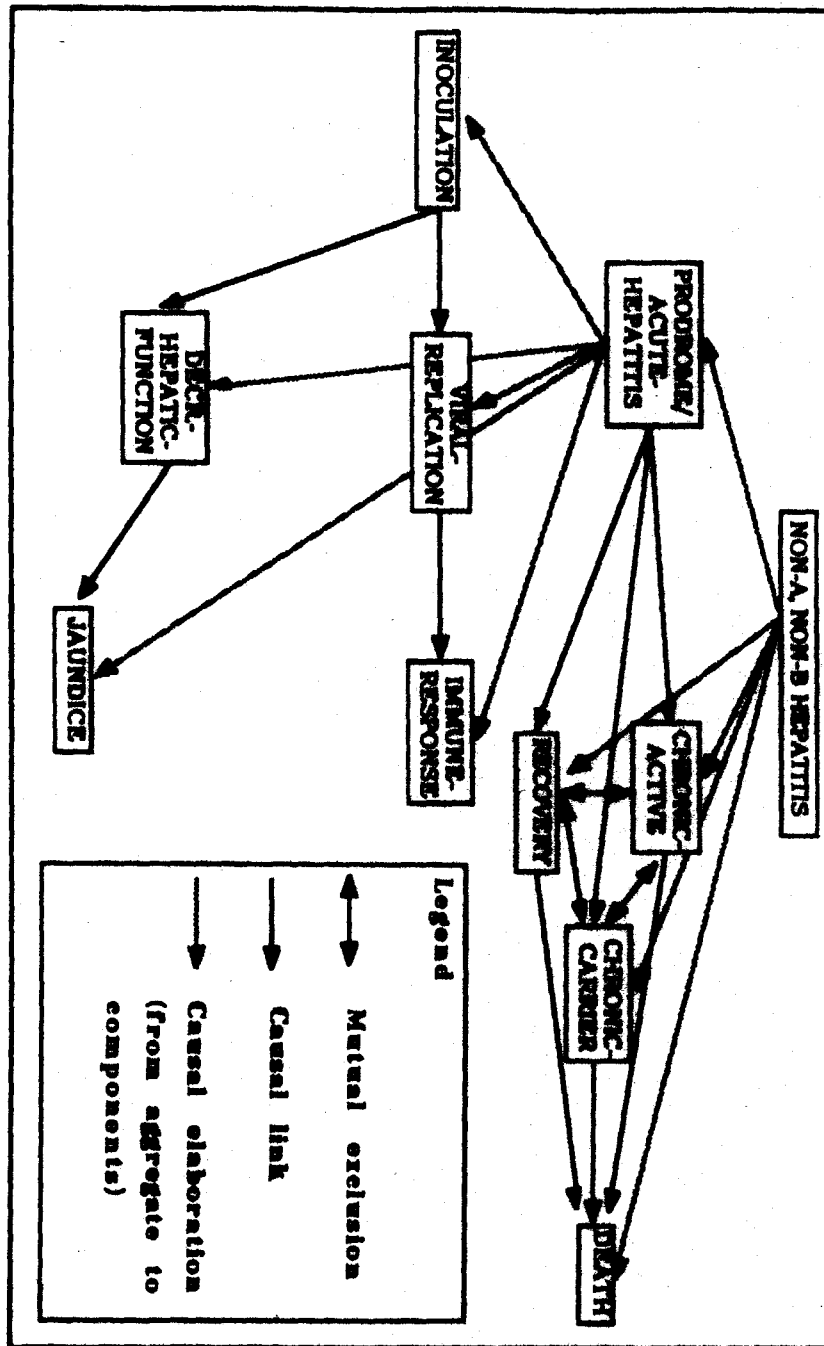 NON-A, NON-B HEPATITIS
PRODROME/
ACUTE-
HEPATITIS
CHRONIC-
ACTIVE
CHRONIC-
CARRIER
RECOVERY
DEATH
INOCULATION
VIRAL-
REPLICATION
IMMUNE-
RESPONSE
DECR-
HEPATIC-
FUNCTION
JAUNDICE
Legend
Mutual exclusion
Causal link
Causal elaboration
(from aggregate to
components)